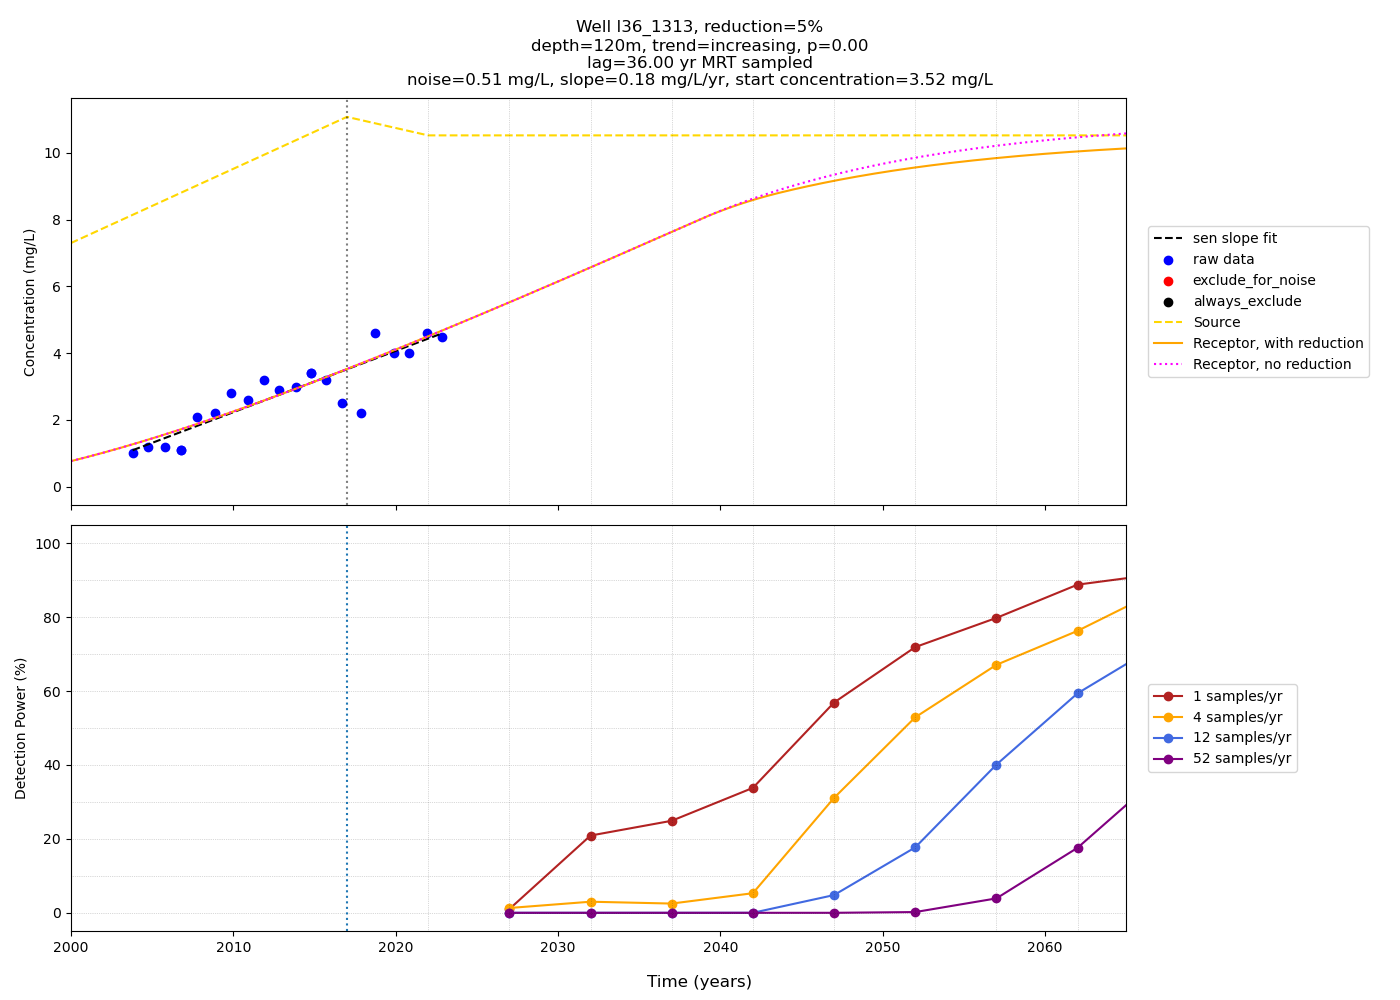 Well l36_1313, reduction=5%
depth=120m, trend=increasing, p=0.00
lag=36.00 yr MRT sampled
noise=0.51 mg/L, slope=0.18 mg/L/yr, start concentration=3.52 mg/L
Concentration (mg/L)
10
8
6
4
2
0
sen slope fit
raw data
exclude_for_noise
always_exclude
Source
Receptor, with reduction
Receptor, no reduction
Detection Power (%)
100
80
60
40
20
0
1 samples/yr
4 samples/yr
12 samples/yr
52 samples/yr
2000 2010 2020 2030 2040 2050 2060
Time (years)